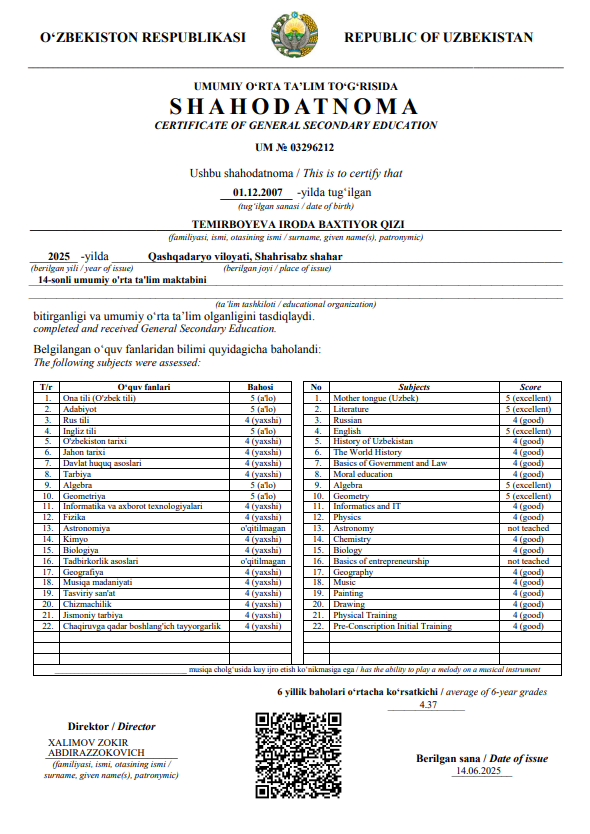 O‘ZBEKISTON RESPUBLIKASI REPUBLIC OF UZBEKISTAN
UMUMIY O‘RTA TA’LIM TO‘G‘RISIDA
SHAHODATNOMA
CERTIFICATE OF GENERAL SECONDARY EDUCATION
UM № 03296212
Ushbu shahodatnoma / This is to certify that
01.12.2007 -yilda tug‘ilgan
(tug‘ilgan sanasi / date of birth)
TEMIRBOYEVA IRODA BAXTIYOR QIZI
(familiyasi, ismi, otasining ismi / surname, given name(s), patronymic)
2025 -yilda Qashqadaryo viloyati, Shahrisabz shahar
(berilgan yili / year of issue) (berilgan joyi / place of issue)
14-sonli umumiy o'rta ta'lim maktabini
(ta’lim tashkiloti / educational organization)
bitirganligi va umumiy o‘rta ta’lim olganligini tasdiqlaydi.
completed and received General Secondary Education.
Belgilangan o‘quv fanlaridan bilimi quyidagicha baholandi:
The following subjects were assessed:
T/r O‘quv fanlari Bahosi No Subjects Score
1. Ona tili (O'zbek tili) 5 (a'lo) 1. Mother tongue (Uzbek) 5 (excellent)
2. Adabiyot 5 (a'lo) 2. Literature 5 (excellent)
3. Rus tili 4 (yaxshi) 3. Russian 4 (good)
4. Ingliz tili 5 (a'lo) 4. English 5 (excellent)
5. O'zbekiston tarixi 4 (yaxshi) 5. History of Uzbekistan 4 (good)
6. Jahon tarixi 4 (yaxshi) 6. The World History 4 (good)
7. Davlat huquq asoslari 4 (yaxshi) 7. Basics of Government and Law 4 (good)
8. Tarbiya 4 (yaxshi) 8. Moral education 4 (good)
9. Algebra 5 (a'lo) 9. Algebra 5 (excellent)
10. Geometriya 5 (a'lo) 10. Geometry 5 (excellent)
11. Informatika va axborot texnologiyalari 4 (yaxshi) 11. Informatics and IT 4 (good)
12. Fizika 4 (yaxshi) 12. Physics 4 (good)
13. Astronomiya o'qitilmagan 13. Astronomy not teached
14. Kimyo 4 (yaxshi) 14. Chemistry 4 (good)
15. Biologiya 4 (yaxshi) 15. Biology 4 (good)
16. Tadbirkorlik asoslari o'qitilmagan 16. Basics of entrepreneurship not teached
17. Geografiya 4 (yaxshi) 17. Geography 4 (good)
18. Musiqa madaniyati 4 (yaxshi) 18. Music 4 (good)
19. Tasviriy san'at 4 (yaxshi) 19. Painting 4 (good)
20. Chizmachilik 4 (yaxshi) 20. Drawing 4 (good)
21. Jismoniy tarbiya 4 (yaxshi) 21. Physical Training 4 (good)
22. Chaqiruvga qadar boshlang'ich tayyorgarlik 4 (yaxshi) 22. Pre-Conscription Initial Training 4 (good)
musiqa cholg‘usida kuy ijro etish ko‘nikmasiga ega / has the ability to play a melody on a musical instrument
6 yillik baholari o‘rtacha ko‘rsatkichi / average of 6-year grades
4.37
Direktor / Director
XALIMOV ZOKIR
ABDIRAZZOKOVICH
(familiyasi, ismi, otasining ismi /
surname, given name(s), patronymic)
Berilgan sana / Date of issue
14.06.2025